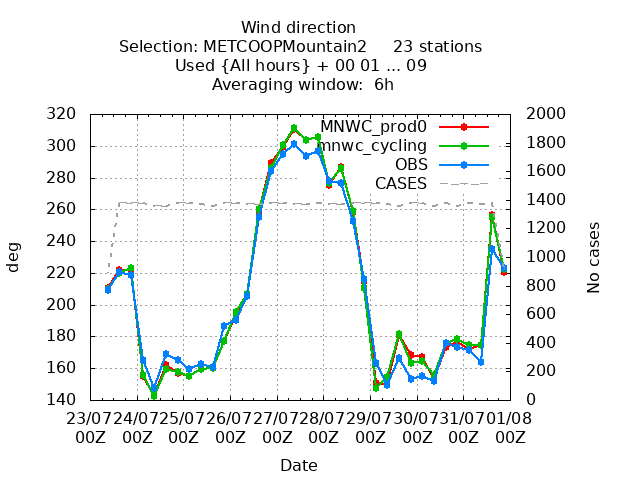 Wind direction
Selection: METCOOPMountain2 23 stations
Used {All hours} + 00 01 ... 09
Averaging window: 6h
320 2000
MNWC_prod0
300 1800
mnwc_cycling
OBS
280 1600
CASES
260 1400
240 1200
220 1000
200 800
180 600
400
160 200
140 0
deg
No cases
23/07 24/07 25/07 26/07 27/07 28/07 29/07 30/07 31/07 01/08
00Z 00Z 00Z 00Z 00Z 00Z 00Z 00Z 00Z 00Z
Date